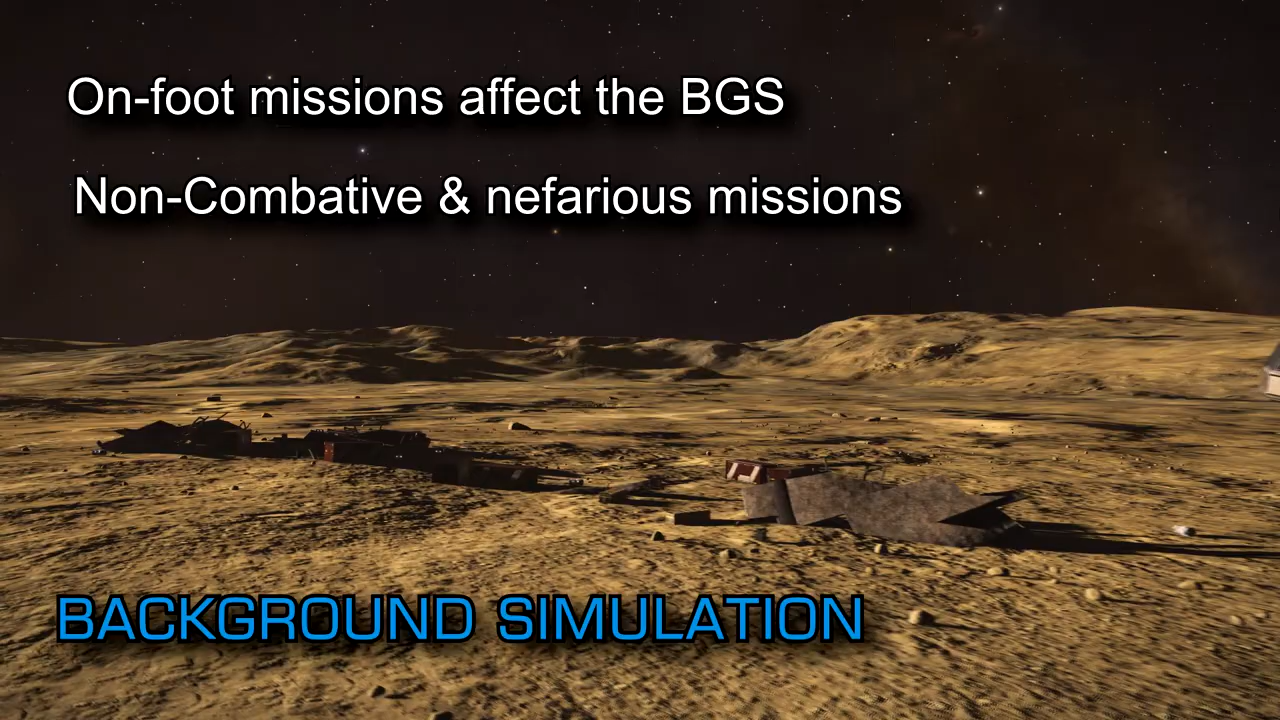 On-foot missions affect the BGS
Non-Combative & nefarious missions
BACKGROUND SIMULATION